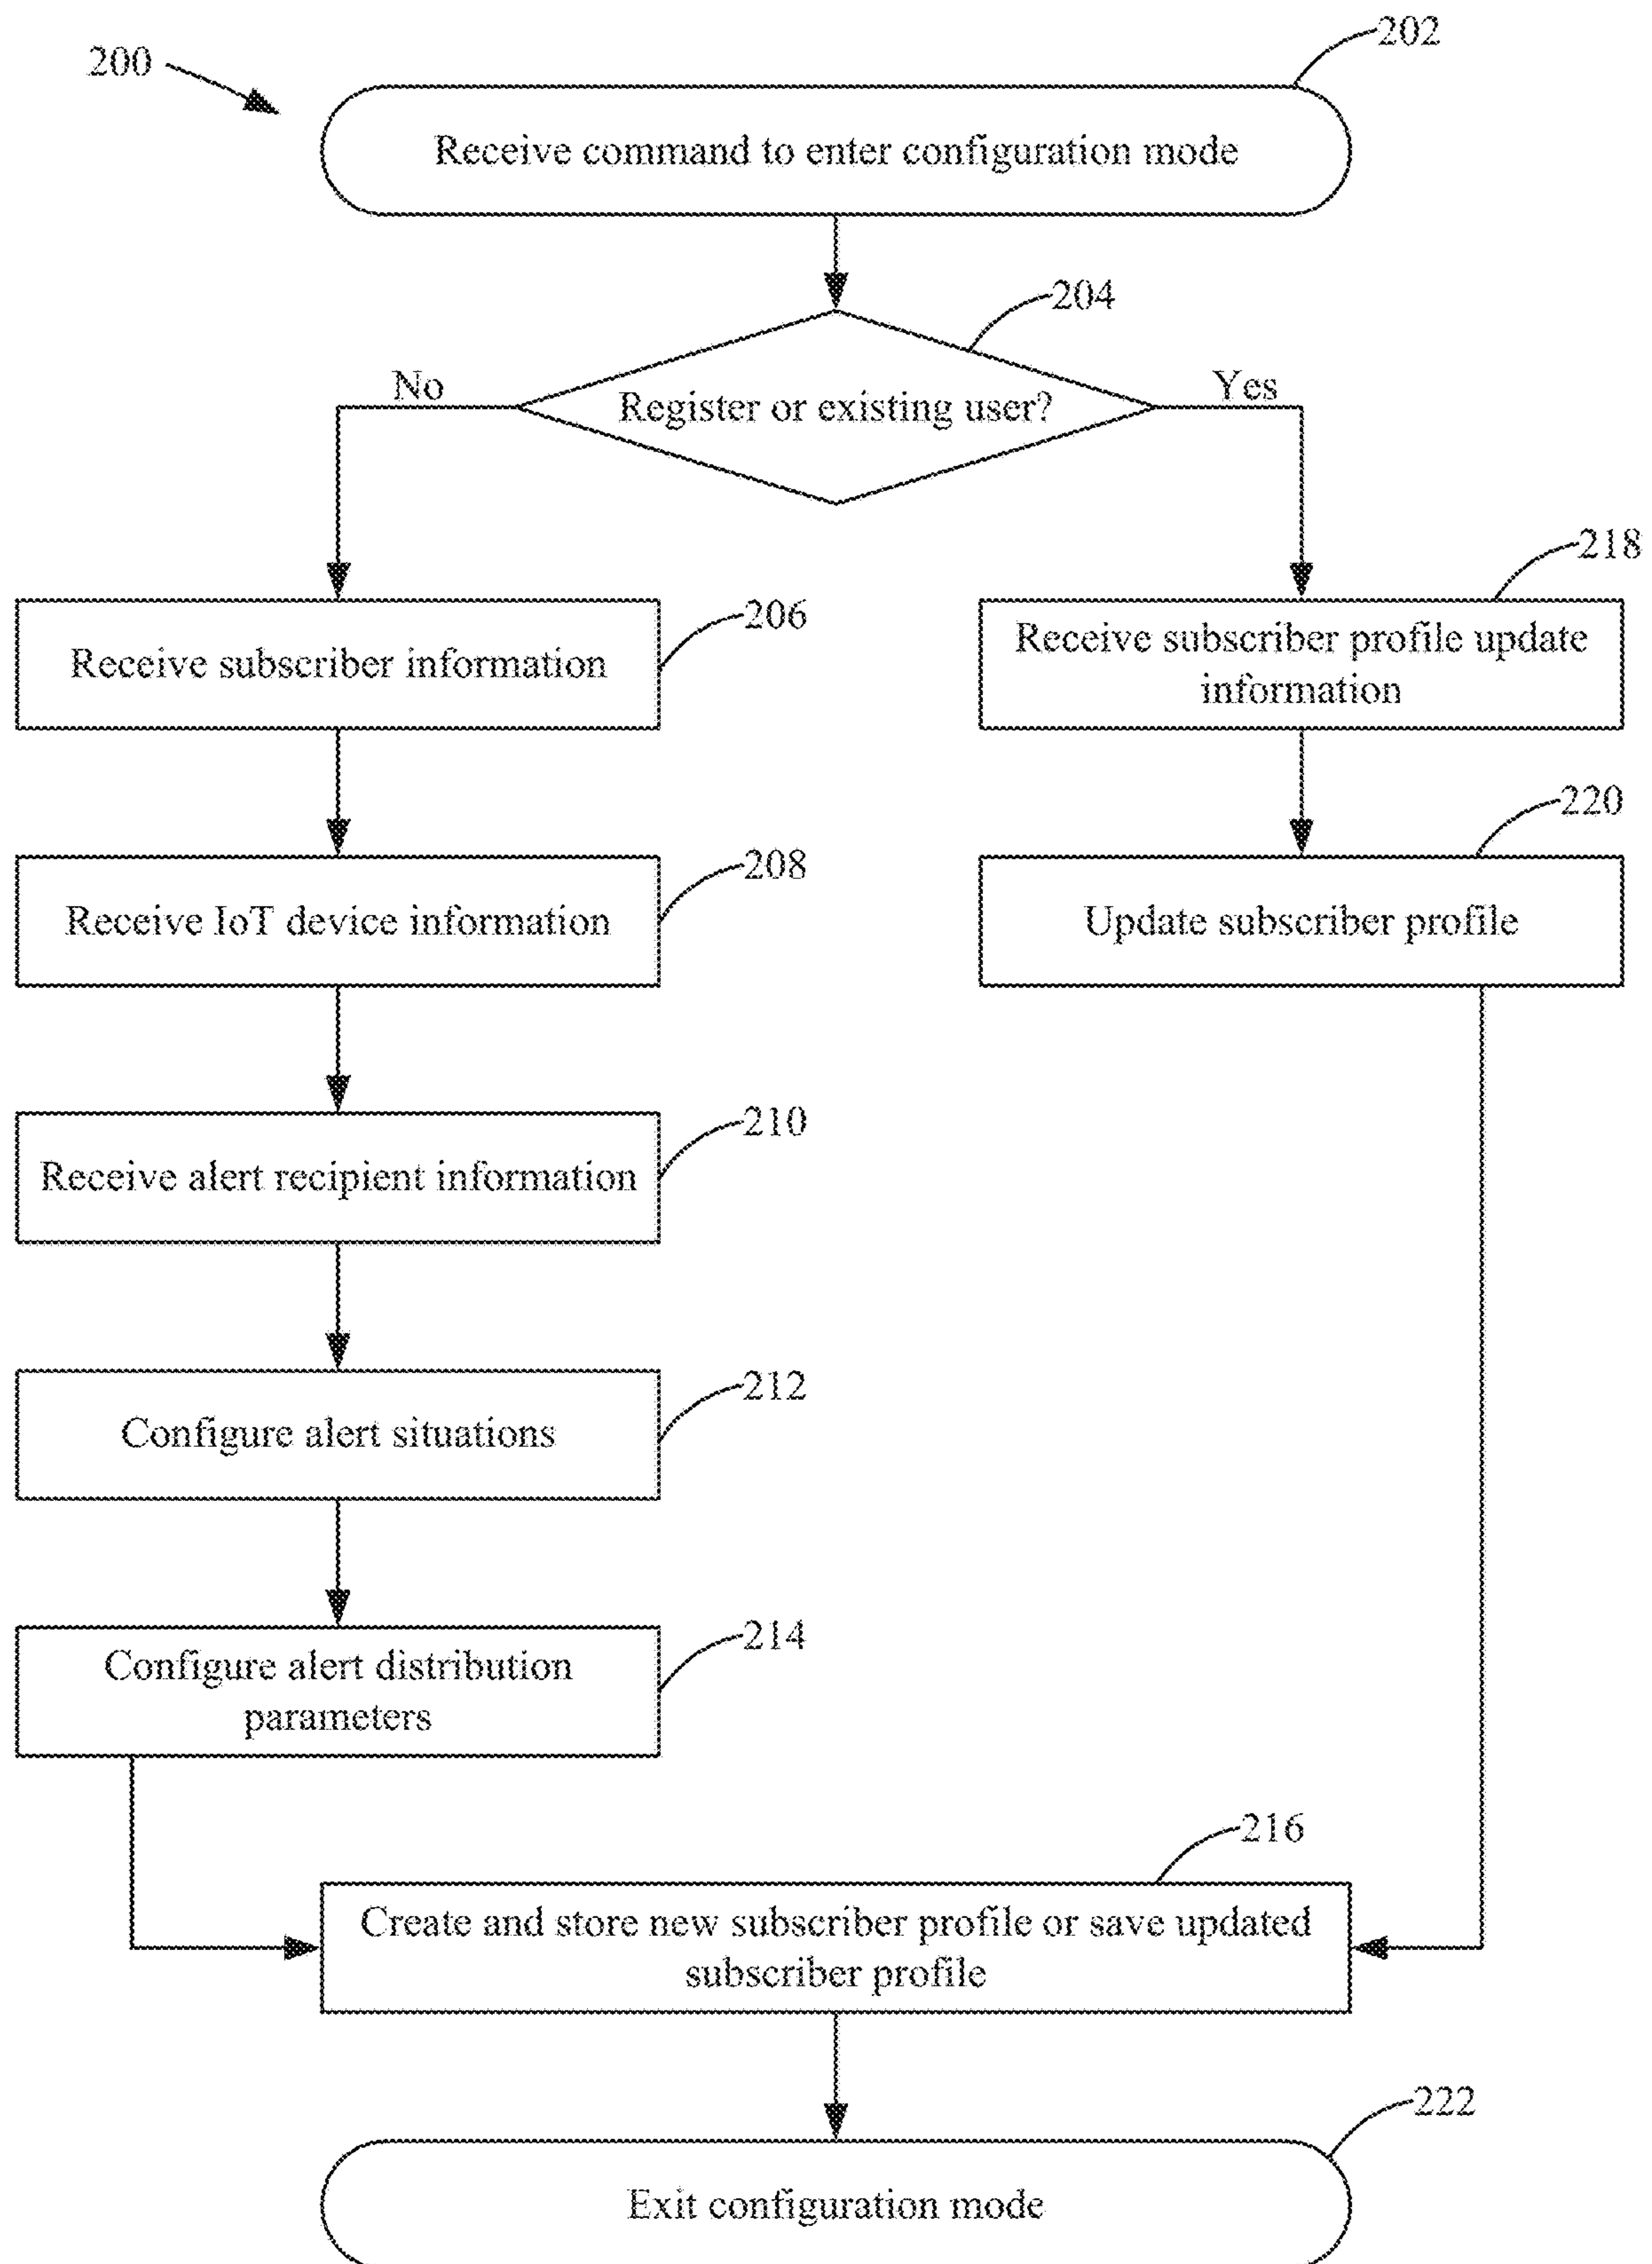 200
202
Receive command to enter configuration mode
204
No
Register or existing user?
Yes
206
Receive subscriber information
218
Receive subscriber profile update
information
208
Receive IoT device information
220
Update subscriber profile
210
Receive alert recipient information
212
Configure alert situations
214
Configure alert distribution
parameters
216
Create and store new subscriber profile or save updated
subscriber profile
222
Exit configuration mode